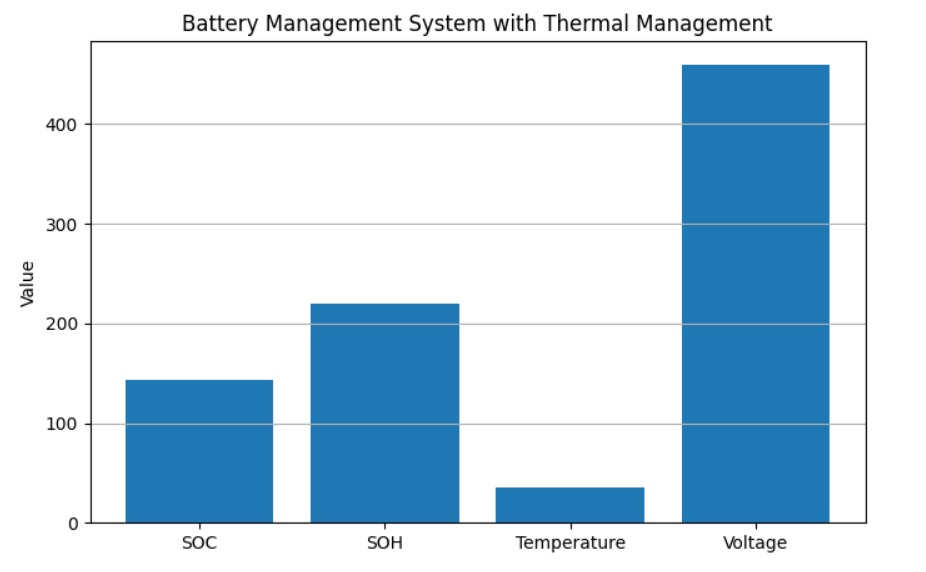 Battery Management System with Thermal Management
400
300
200
100
0
Value
SOC
SOH
Temperature
Voltage